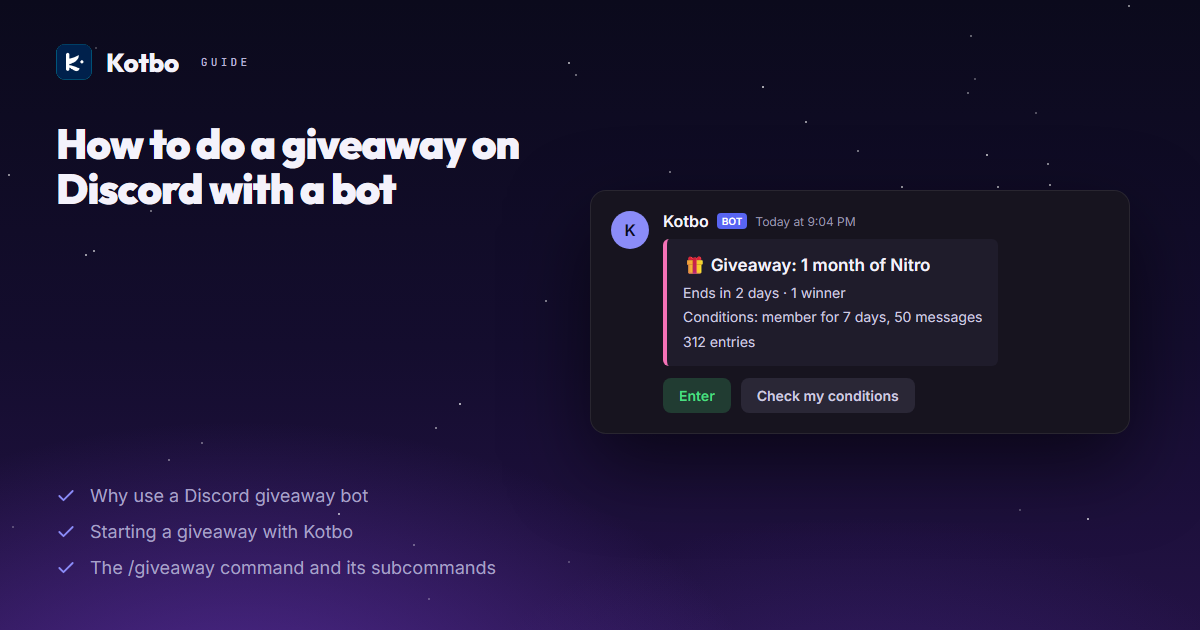 Kotbo GUIDE
How to do a giveaway on
Discord with a bot
K
Kotbo BOT Today at 9:04 PM
🎁 Giveaway: 1 month of Nitro
Ends in 2 days · 1 winner
Conditions: member for 7 days, 50 messages
312 entries
Enter
Check my conditions
Why use a Discord giveaway bot
Starting a giveaway with Kotbo
The /giveaway command and its subcommands